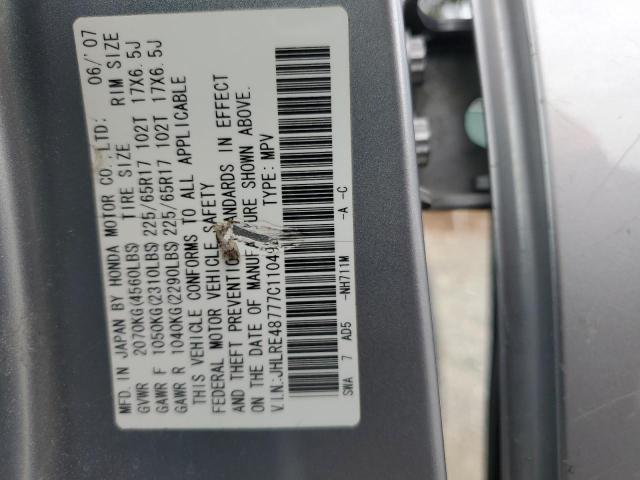 MFD. IN JAPAN BY HONDA MOTOR CO., LTD: 06/'07
GVWR 2070KG(4560LBS) TIRE SIZE RIM SIZE
GAWR F 1050KG(2310LBS) 225/65R17 102T 17X6.5J
GAWR R 1040KG(2290LBS) 225/65R17 102T 17X6.5J
THIS VEHICLE CONFORMS TO ALL APPLICABLE
FEDERAL MOTOR VEHICLE SAFETY
AND THEFT PREVENTION STANDARDS IN EFFECT
ON THE DATE OF MANUFACTURE SHOWN ABOVE.
V.I.N.:JHLRE48777C11049 TYPE: MPV
SWA 7 AD5 -NH711M -A -C